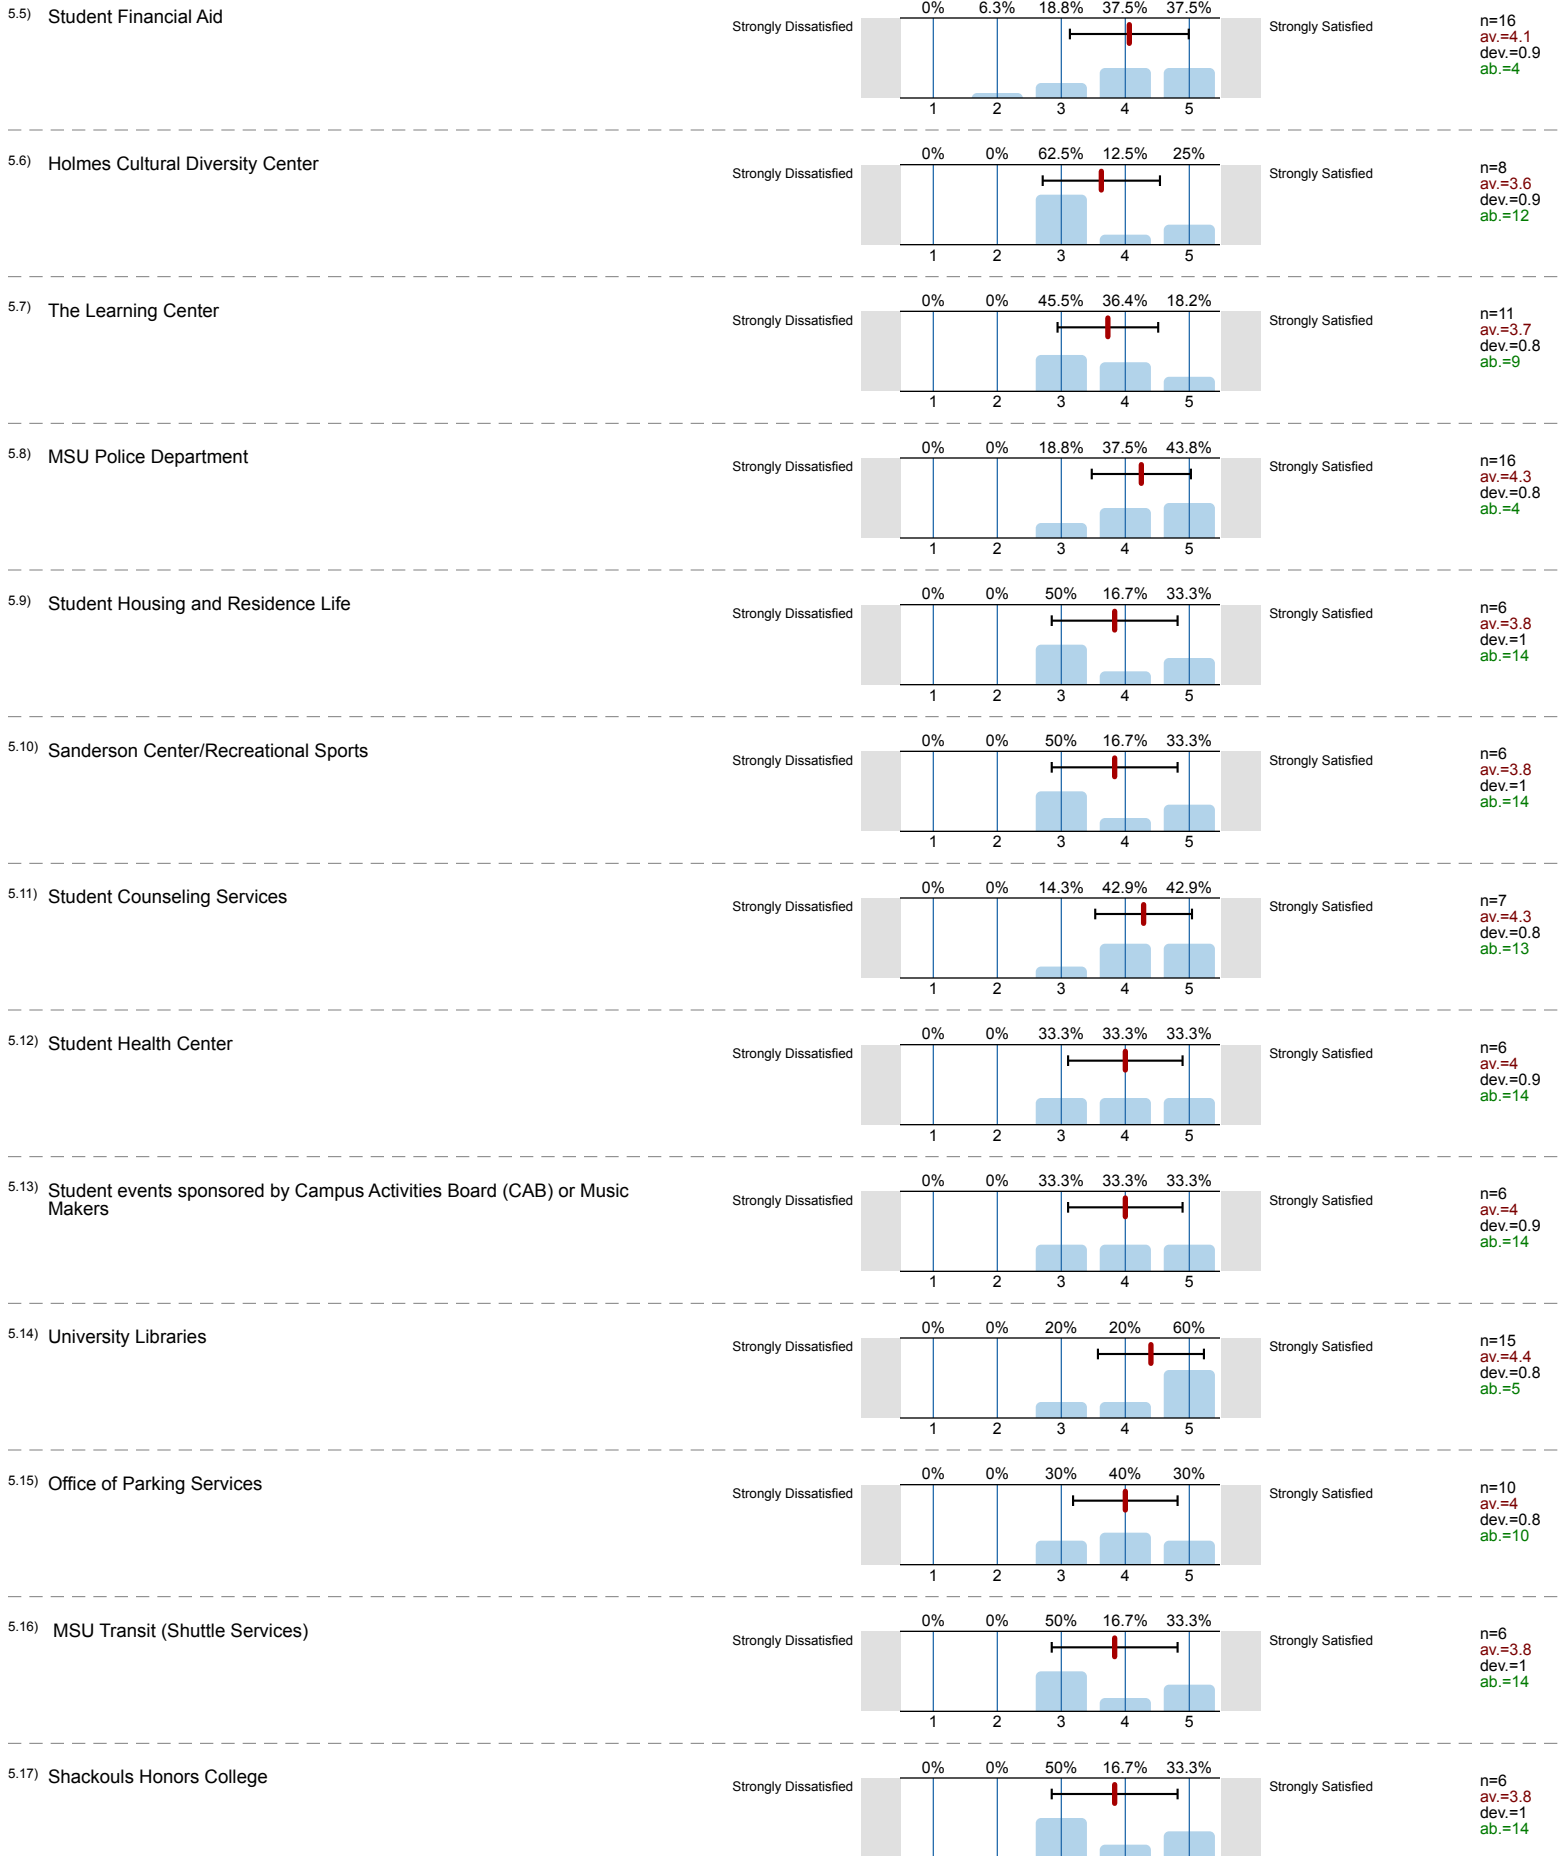 5.5) Student Financial Aid
Strongly Dissatisfied
0% 6.3% 18.8% 37.5% 37.5%
1 2 3 4 5
Strongly Satisfied
n=16
av.=4.1
dev.=0.9
ab.=4
5.6) Holmes Cultural Diversity Center
Strongly Dissatisfied
0% 0% 62.5% 12.5% 25%
1 2 3 4 5
Strongly Satisfied
n=8
av.=3.6
dev.=0.9
ab.=12
5.7) The Learning Center
Strongly Dissatisfied
0% 0% 45.5% 36.4% 18.2%
1 2 3 4 5
Strongly Satisfied
n=11
av.=3.7
dev.=0.8
ab.=9
5.8) MSU Police Department
Strongly Dissatisfied
0% 0% 18.8% 37.5% 43.8%
1 2 3 4 5
Strongly Satisfied
n=16
av.=4.3
dev.=0.8
ab.=4
5.9) Student Housing and Residence Life
Strongly Dissatisfied
0% 0% 50% 16.7% 33.3%
1 2 3 4 5
Strongly Satisfied
n=6
av.=3.8
dev.=1
ab.=14
5.10) Sanderson Center/Recreational Sports
Strongly Dissatisfied
0% 0% 50% 16.7% 33.3%
1 2 3 4 5
Strongly Satisfied
n=6
av.=3.8
dev.=1
ab.=14
5.11) Student Counseling Services
Strongly Dissatisfied
0% 0% 14.3% 42.9% 42.9%
1 2 3 4 5
Strongly Satisfied
n=7
av.=4.3
dev.=0.8
ab.=13
5.12) Student Health Center
Strongly Dissatisfied
0% 0% 33.3% 33.3% 33.3%
1 2 3 4 5
Strongly Satisfied
n=6
av.=4
dev.=0.9
ab.=14
5.13) Student events sponsored by Campus Activities Board (CAB) or Music
Makers
Strongly Dissatisfied
0% 0% 33.3% 33.3% 33.3%
1 2 3 4 5
Strongly Satisfied
n=6
av.=4
dev.=0.9
ab.=14
5.14) University Libraries
Strongly Dissatisfied
0% 0% 20% 20% 60%
1 2 3 4 5
Strongly Satisfied
n=15
av.=4.4
dev.=0.8
ab.=5
5.15) Office of Parking Services
Strongly Dissatisfied
0% 0% 30% 40% 30%
1 2 3 4 5
Strongly Satisfied
n=10
av.=4
dev.=0.8
ab.=10
5.16) MSU Transit (Shuttle Services)
Strongly Dissatisfied
0% 0% 50% 16.7% 33.3%
1 2 3 4 5
Strongly Satisfied
n=6
av.=3.8
dev.=1
ab.=14
5.17) Shackouls Honors College
Strongly Dissatisfied
0% 0% 50% 16.7% 33.3%
Strongly Satisfied
n=6
av.=3.8
dev.=1
ab.=14